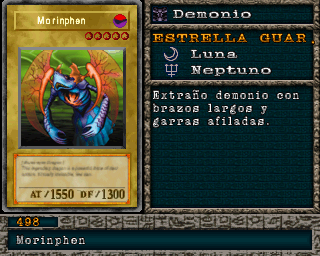 Morinphen
AT/1550 DF/1300
Demonio
ESTRELLA GUAR.
Luna
Neptuno
Extraño demonio con
brazos largos y
garras afiladas.
498
Morinphen